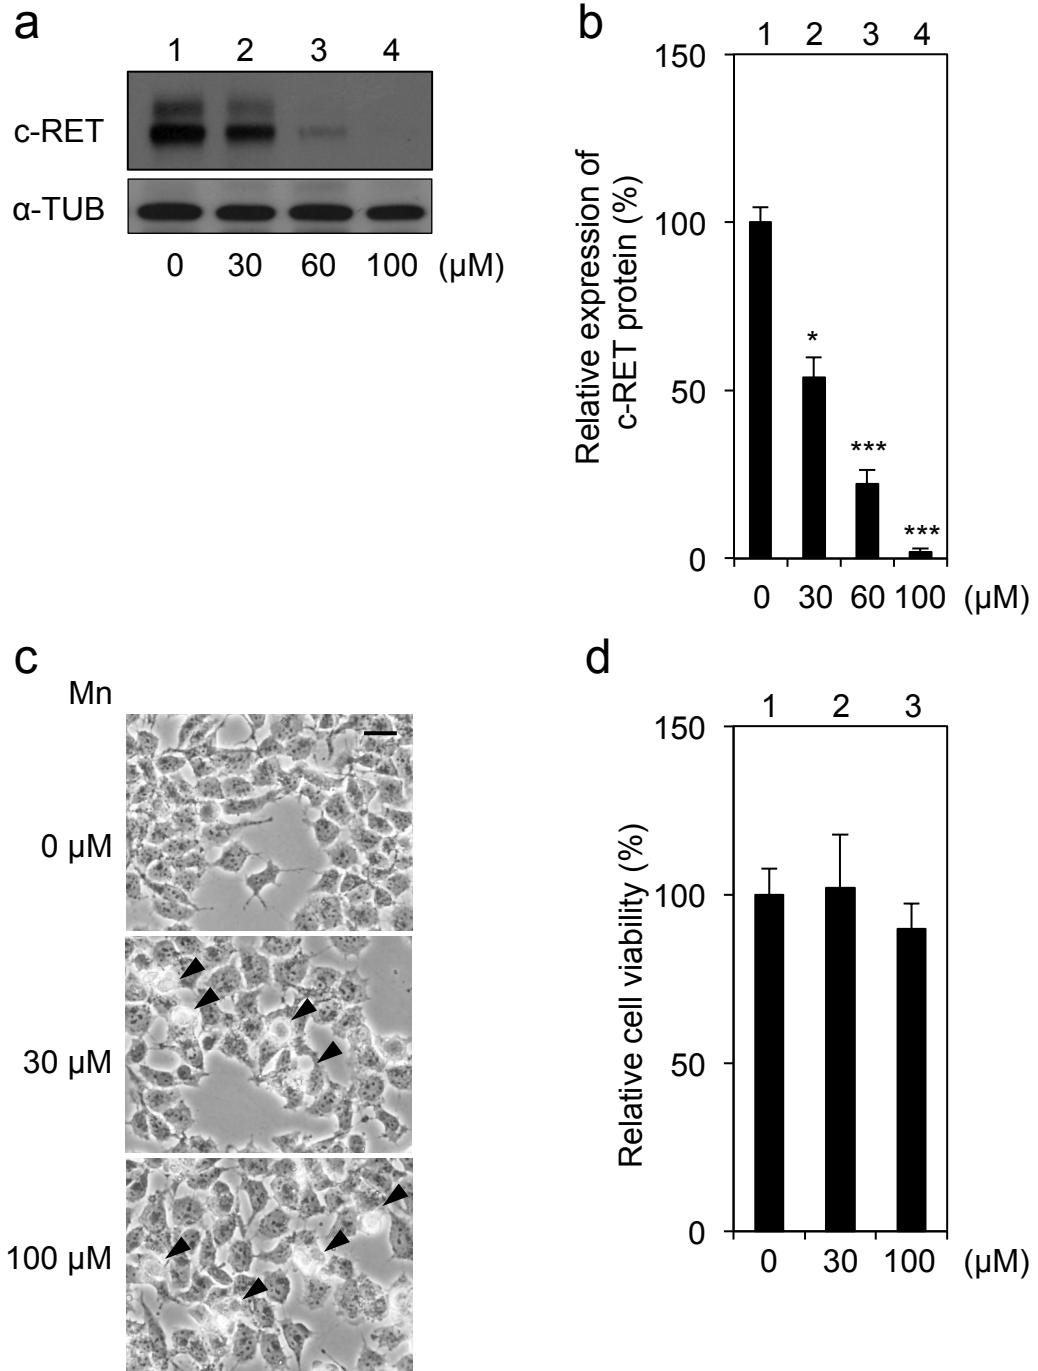 a
1 2 3 4
c-RET
α-TUB
0 30 60 100 (μM)
b
1 2 3 4
150
100
50
0
Relative expression of
c-RET protein (%)
*
***
***
0 30 60 100 (μM)
c
Mn
0 μM
30 μM
100 μM
d
1 2 3
150
100
50
0
Relative cell viability (%)
0 30 100 (μM)